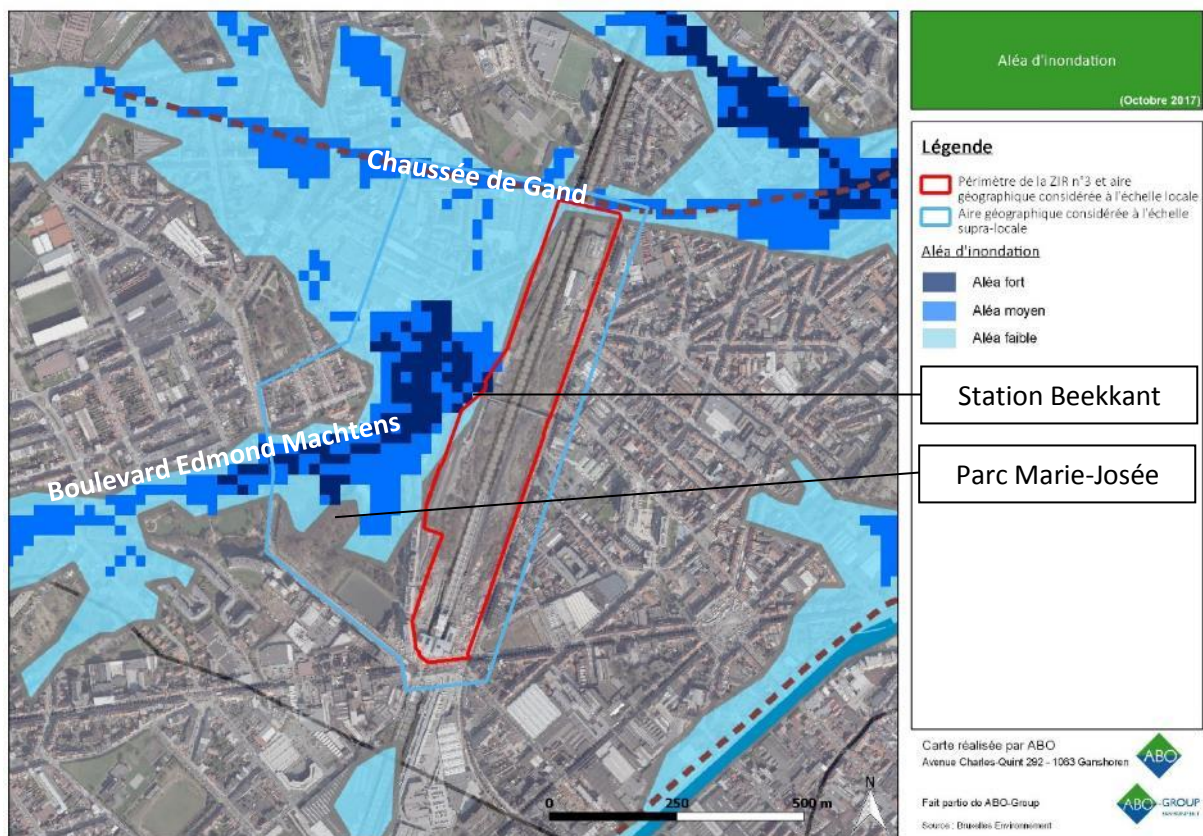 Chaussée de Gand
Boulevard Edmond Machtens
N
0 250 500 m
Aléa d'inondation
(Octobre 2017)
Légende
Périmètre de la ZIR n°3 et aire
géographique considérée à l'échelle locale
Aire géographique considérée à l'échelle
supra-locale
Aléa d'inondation
Aléa fort
Aléa moyen
Aléa faible
Station Beekkant
Parc Marie-Josée
Carte réalisée par ABO
Avenue Charles-Quint 292 - 1083 Ganshoren
ABO
Fait partie de ABO-Group
ABO-GROUP
ENVIRONMENT
Source : Bruxelles Environnement